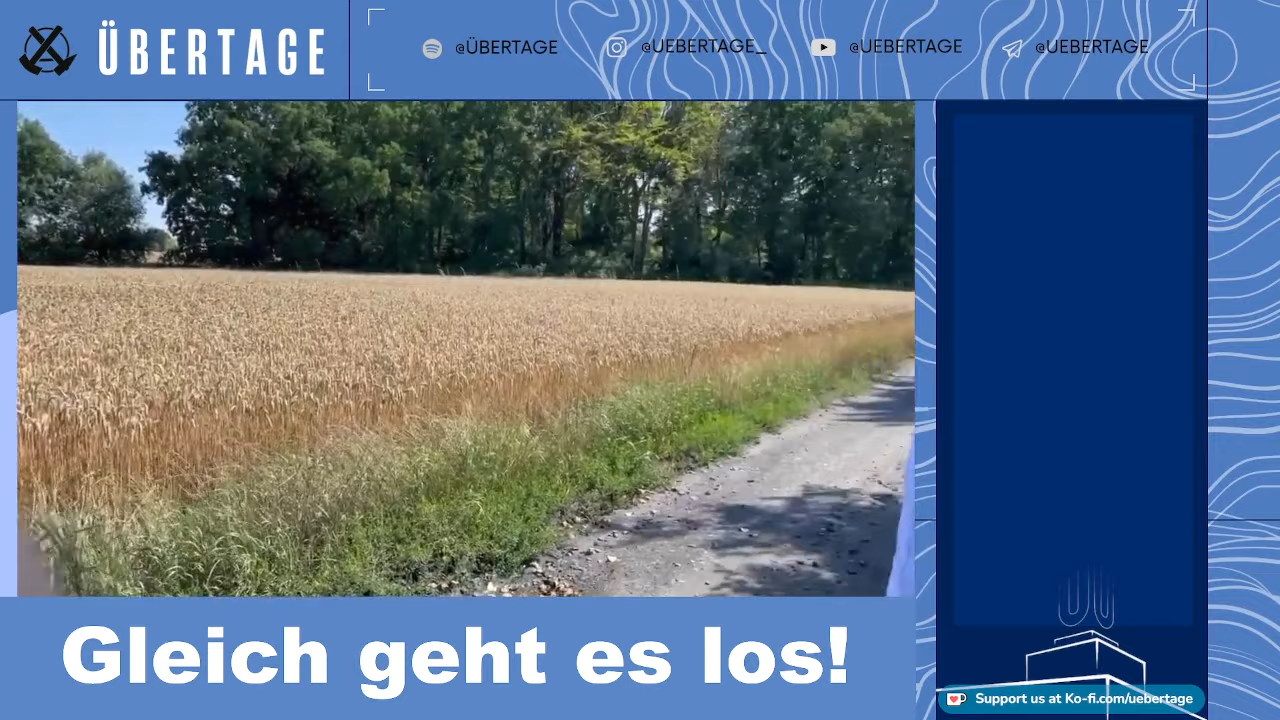 ÜBERTAGE
@ÜBERTAGE
@UEBERTAGE_
@UEBERTAGE
@UEBERTAGE
Gleich geht es los!
Support us at Ko-fi.com/uebertage